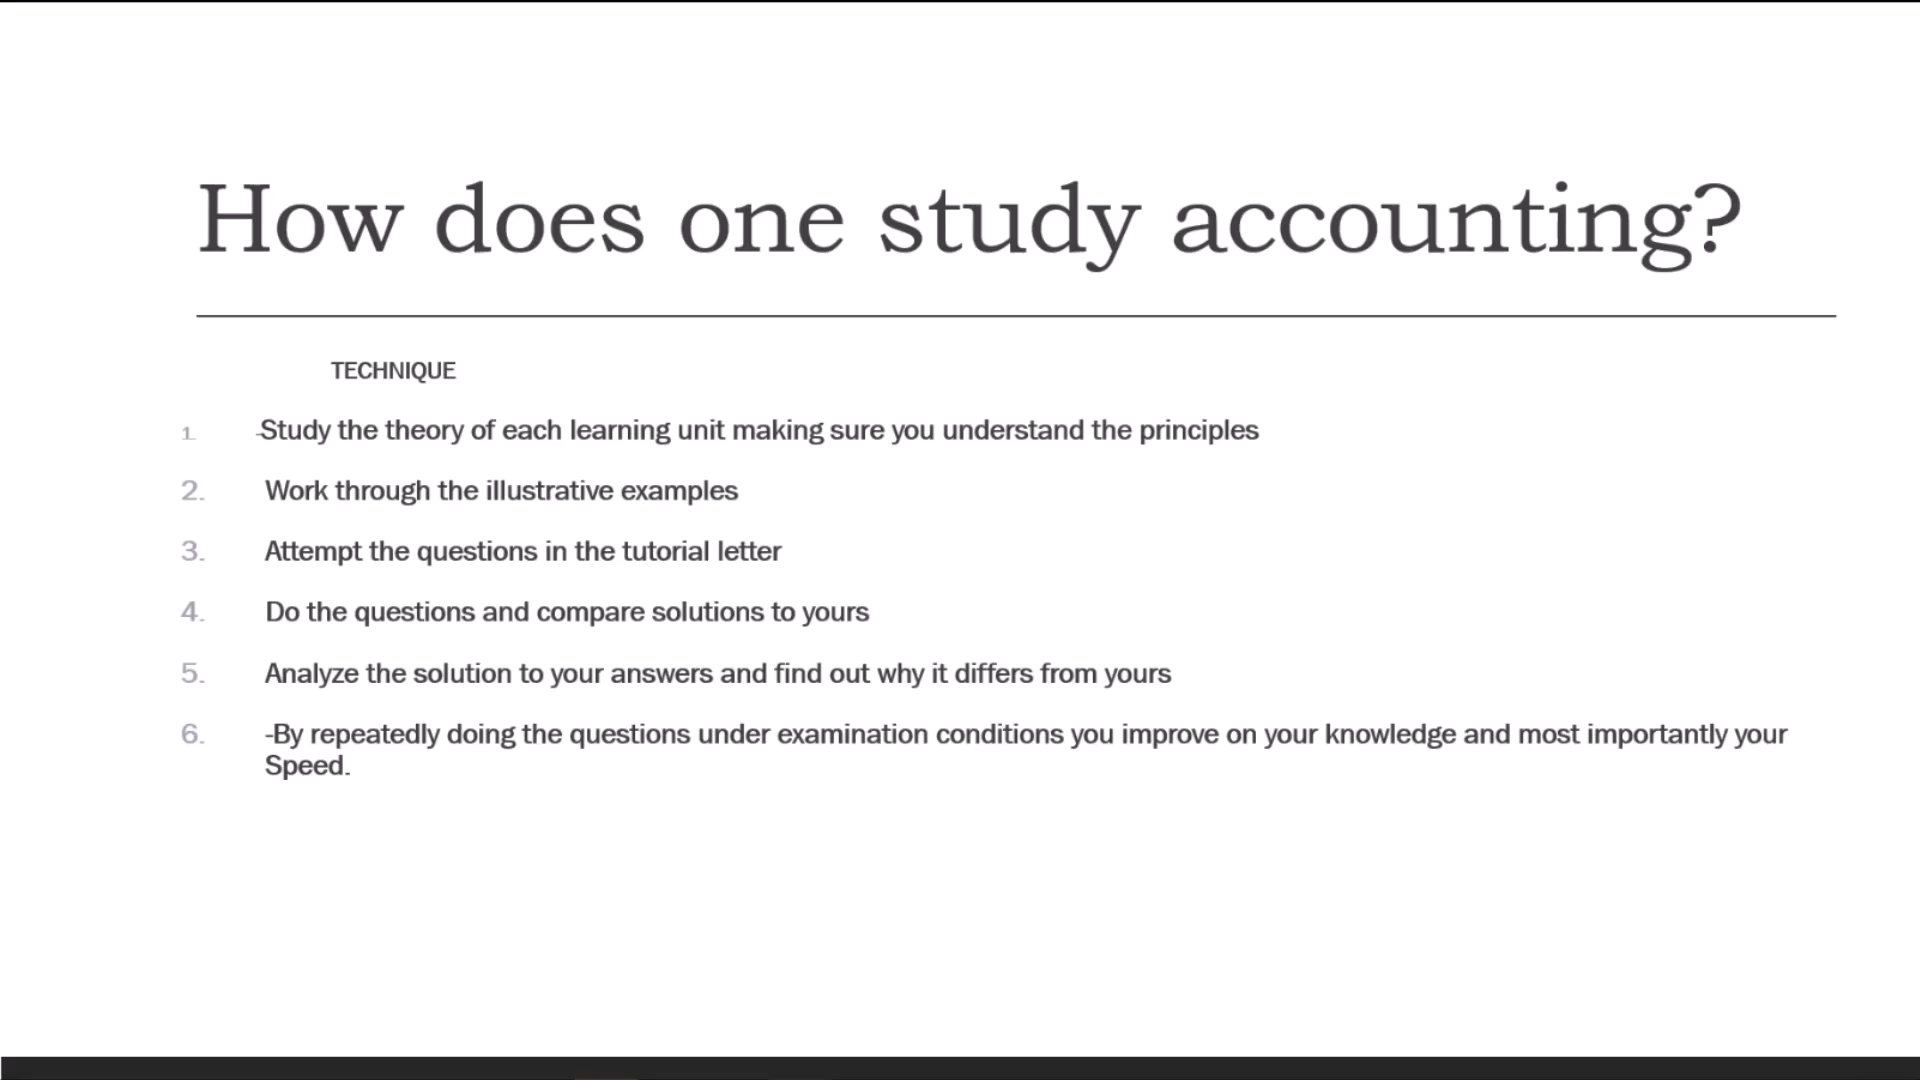 How does one study accounting?
TECHNIQUE
1. -Study the theory of each learning unit making sure you understand the principles
2. Work through the illustrative examples
3. Attempt the questions in the tutorial letter
4. Do the questions and compare solutions to yours
5. Analyze the solution to your answers and find out why it differs from yours
6. -By repeatedly doing the questions under examination conditions you improve on your knowledge and most importantly your
Speed.